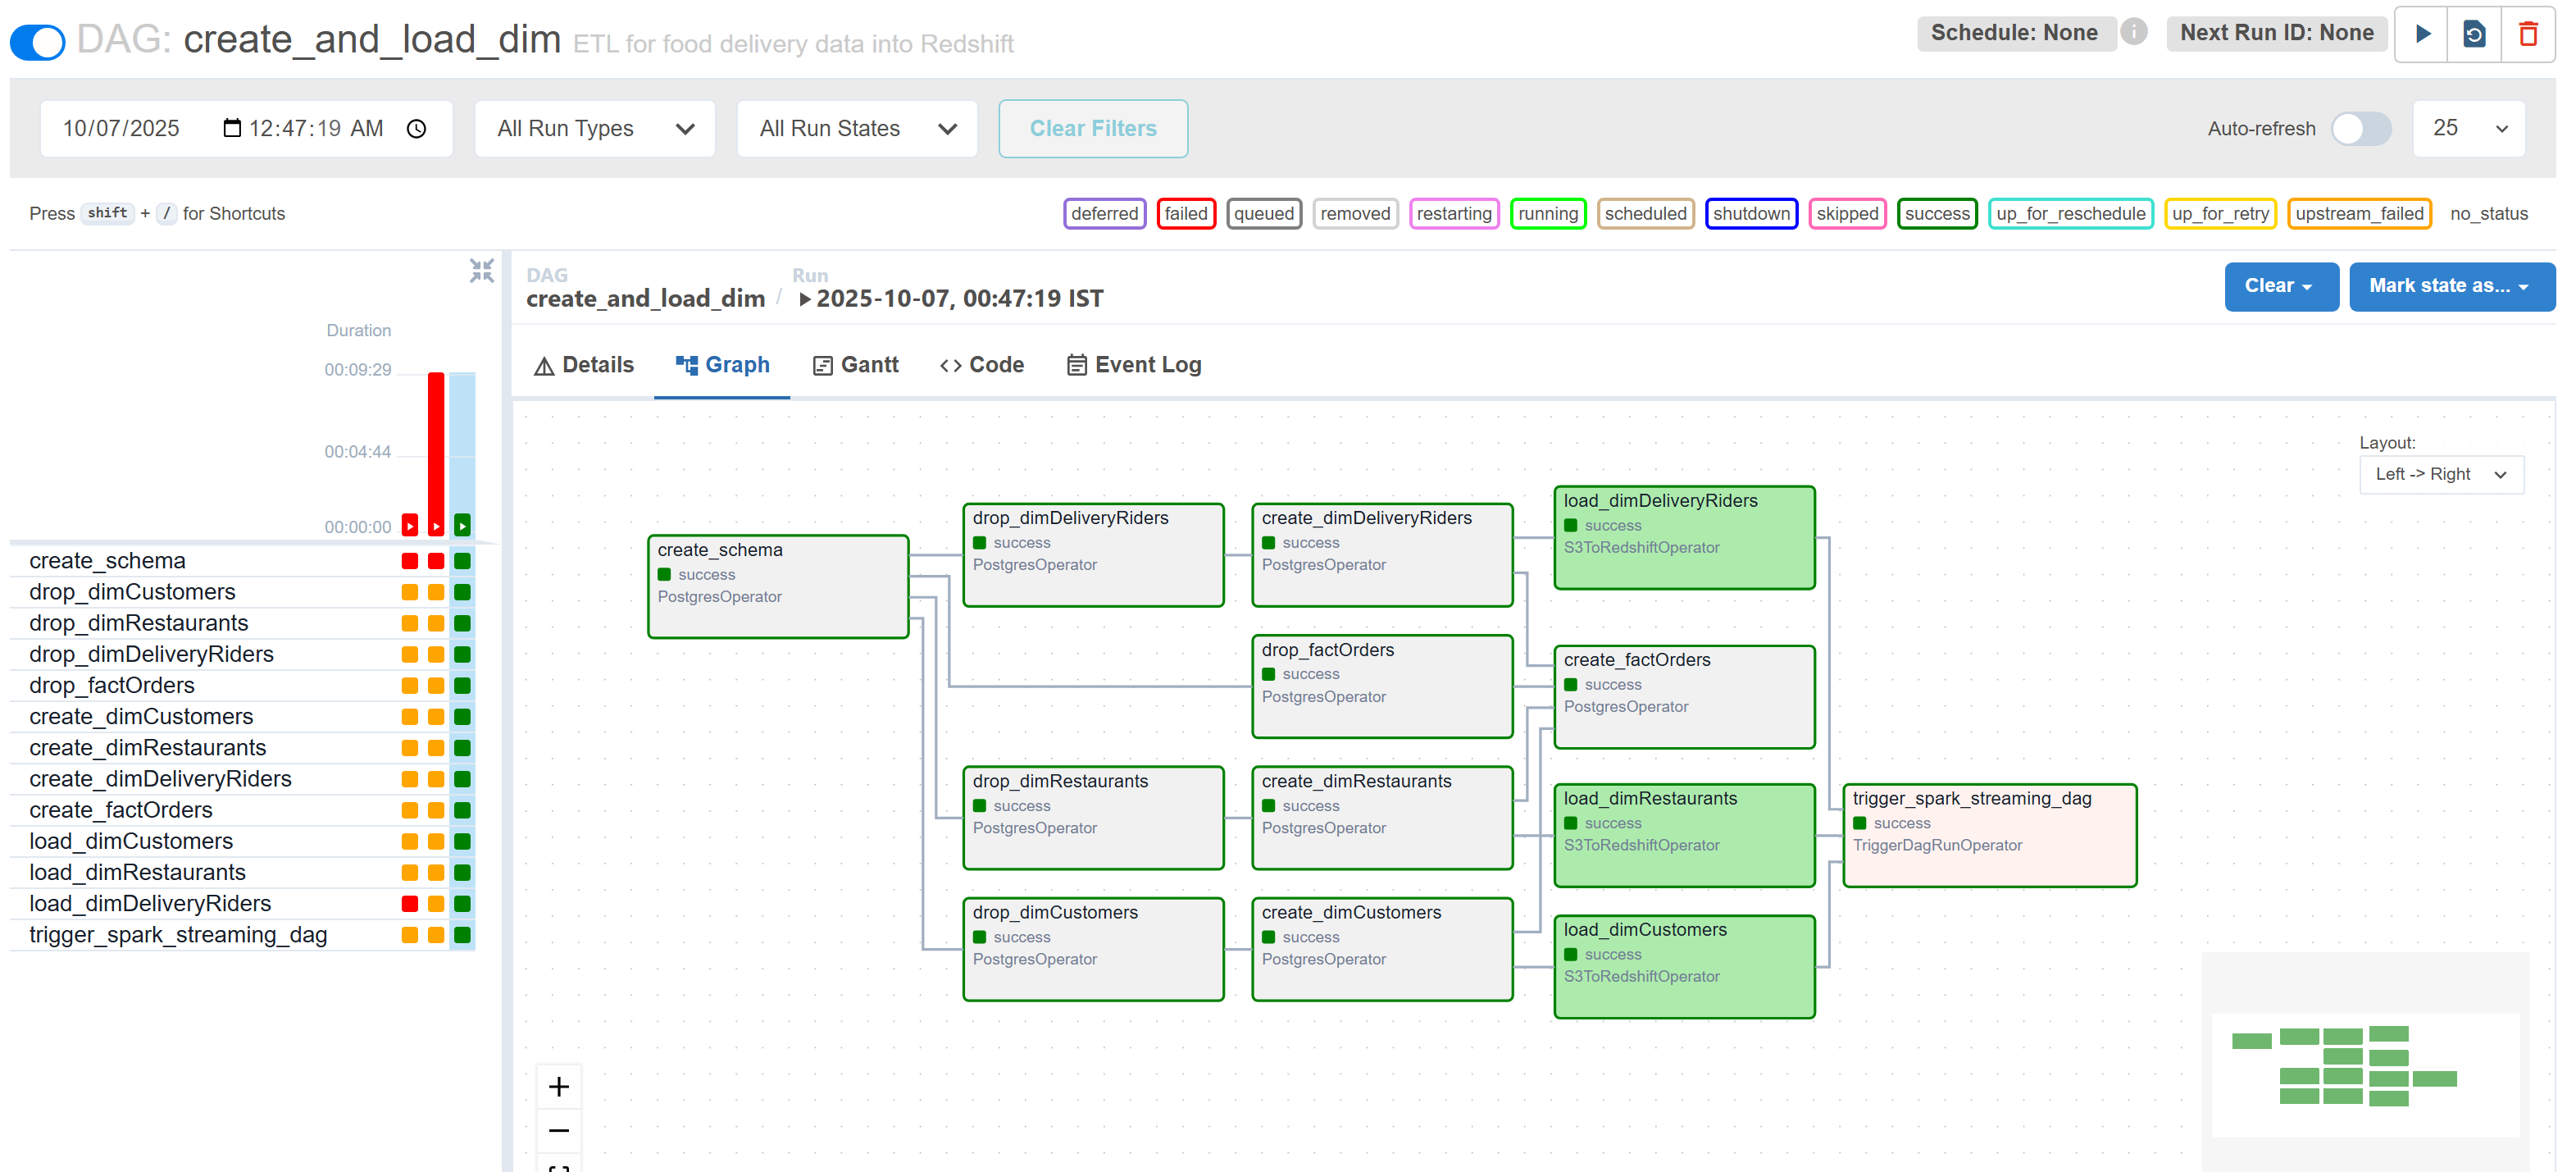 DAG: create_and_load_dim ETL for food delivery data into Redshift
Schedule: None
Next Run ID: None
10/07/2025 12:47:19 AM
All Run Types
All Run States
Clear Filters
Auto-refresh
25
Press shift + / for Shortcuts
deferred
failed
queued
removed
restarting
running
scheduled
shutdown
skipped
success
up_for_reschedule
up_for_retry
upstream_failed
no_status
Duration
00:09:29
00:04:44
00:00:00
create_schema
drop_dimCustomers
drop_dimRestaurants
drop_dimDeliveryRiders
drop_factOrders
create_dimCustomers
create_dimRestaurants
create_dimDeliveryRiders
create_factOrders
load_dimCustomers
load_dimRestaurants
load_dimDeliveryRiders
trigger_spark_streaming_dag
DAG
create_and_load_dim
/
Run
2025-10-07, 00:47:19 IST
Clear
Mark state as...
Details
Graph
Gantt
Code
Event Log
Layout:
Left -> Right
create_schema
success
PostgresOperator
drop_dimDeliveryRiders
success
PostgresOperator
create_dimDeliveryRiders
success
PostgresOperator
load_dimDeliveryRiders
success
S3ToRedshiftOperator
drop_factOrders
success
PostgresOperator
create_factOrders
success
PostgresOperator
drop_dimRestaurants
success
PostgresOperator
create_dimRestaurants
success
PostgresOperator
load_dimRestaurants
success
S3ToRedshiftOperator
trigger_spark_streaming_dag
success
TriggerDagRunOperator
drop_dimCustomers
success
PostgresOperator
create_dimCustomers
success
PostgresOperator
load_dimCustomers
success
S3ToRedshiftOperator